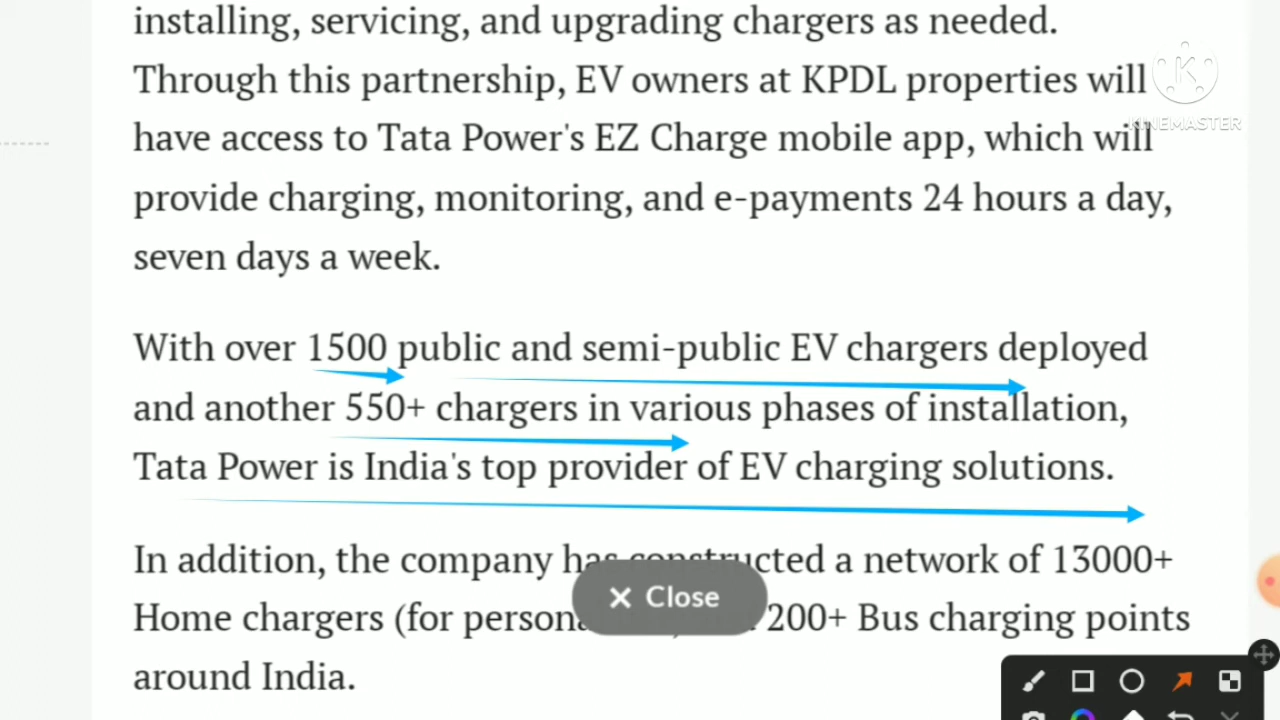 installing, servicing, and upgrading chargers as needed.
Through this partnership, EV owners at KPDL properties will
have access to Tata Power's EZ Charge mobile app, which will
provide charging, monitoring, and e-payments 24 hours a day,
seven days a week.
With over 1500 public and semi-public EV chargers deployed
and another 550+ chargers in various phases of installation,
Tata Power is India's top provider of EV charging solutions.
In addition, the company has constructed a network of 13000+
Home chargers (for 200+ Bus charging points
around India.
× Close
K
KINEMASTER